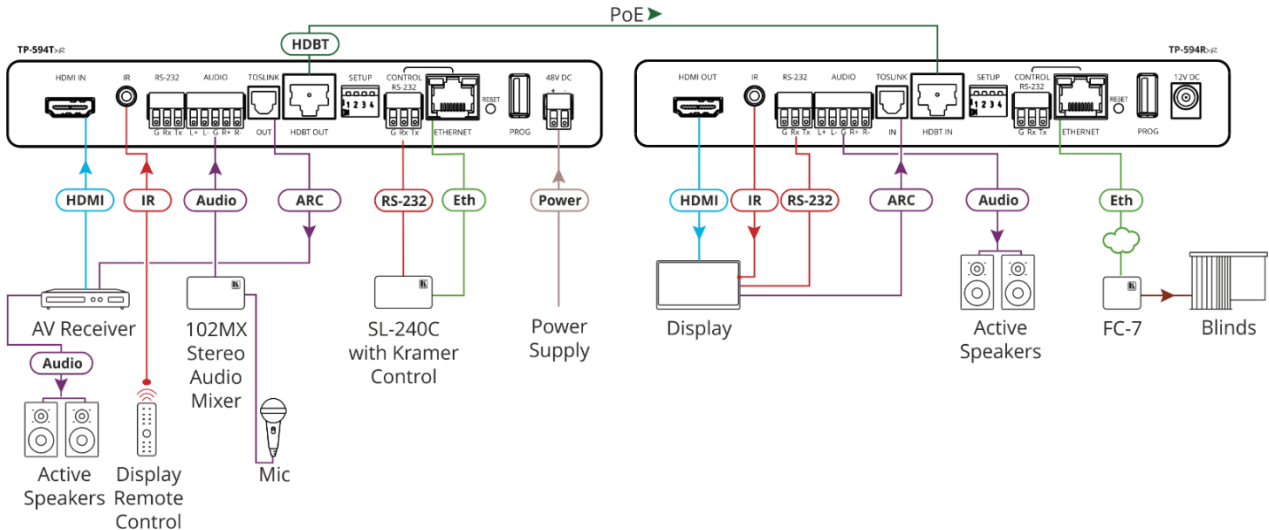 PoE
HDBT
TP-594Txr
HDMI IN
IR
RS-232
AUDIO
TOSLINK
SETUP
CONTROL
RS-232
48V DC
+ -
1 2 3 4
RESET
G Rx Tx
L+ L- G R+ R-
OUT
HDBT OUT
G Rx Tx
ETHERNET
PROG
TP-594Rxr
HDMI OUT
IR
RS-232
AUDIO
TOSLINK
SETUP
CONTROL
RS-232
12V DC
1 2 3 4
RESET
G Rx Tx
L+ L- G R+ R-
IN
HDBT IN
G Rx Tx
ETHERNET
PROG
HDMI
IR
Audio
ARC
RS-232
Eth
Power
HDMI
IR
RS-232
ARC
Audio
Eth
AV Receiver
Audio
Active
Speakers
Display
Remote
Control
102MX
Stereo
Audio
Mixer
Mic
SL-240C
with Kramer
Control
Power
Supply
Display
Active
Speakers
FC-7
Blinds